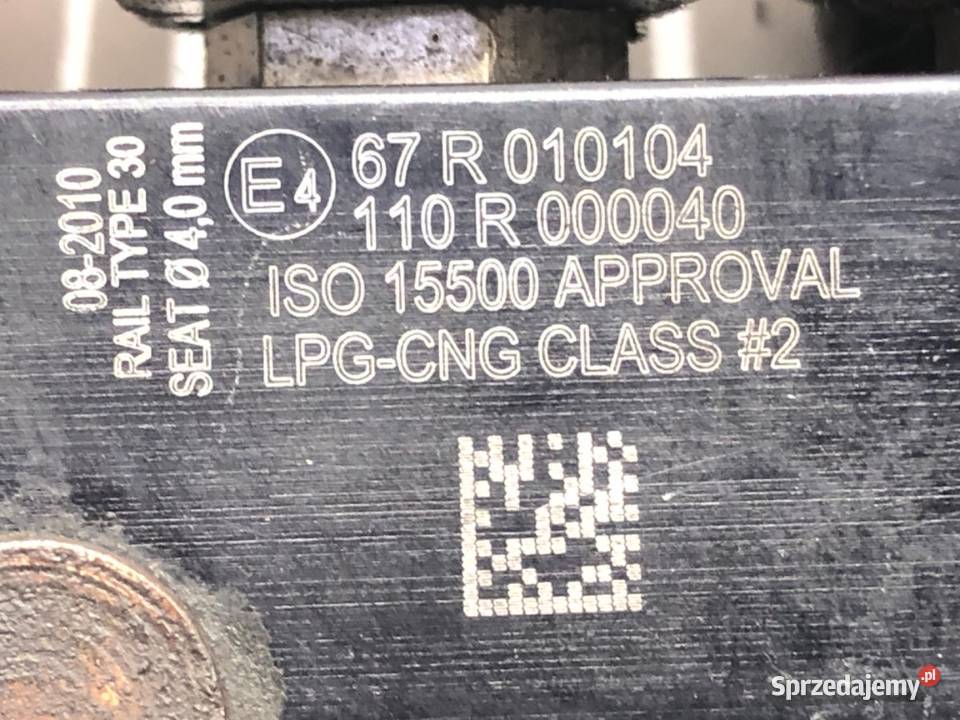 08-2010
RAIL TYPE 30
SEAT Ø 4,0 mm
E4
67 R 010104
110 R 000040
ISO 15500 APPROVAL
LPG-CNG CLASS #2
Sprzedajemy.pl